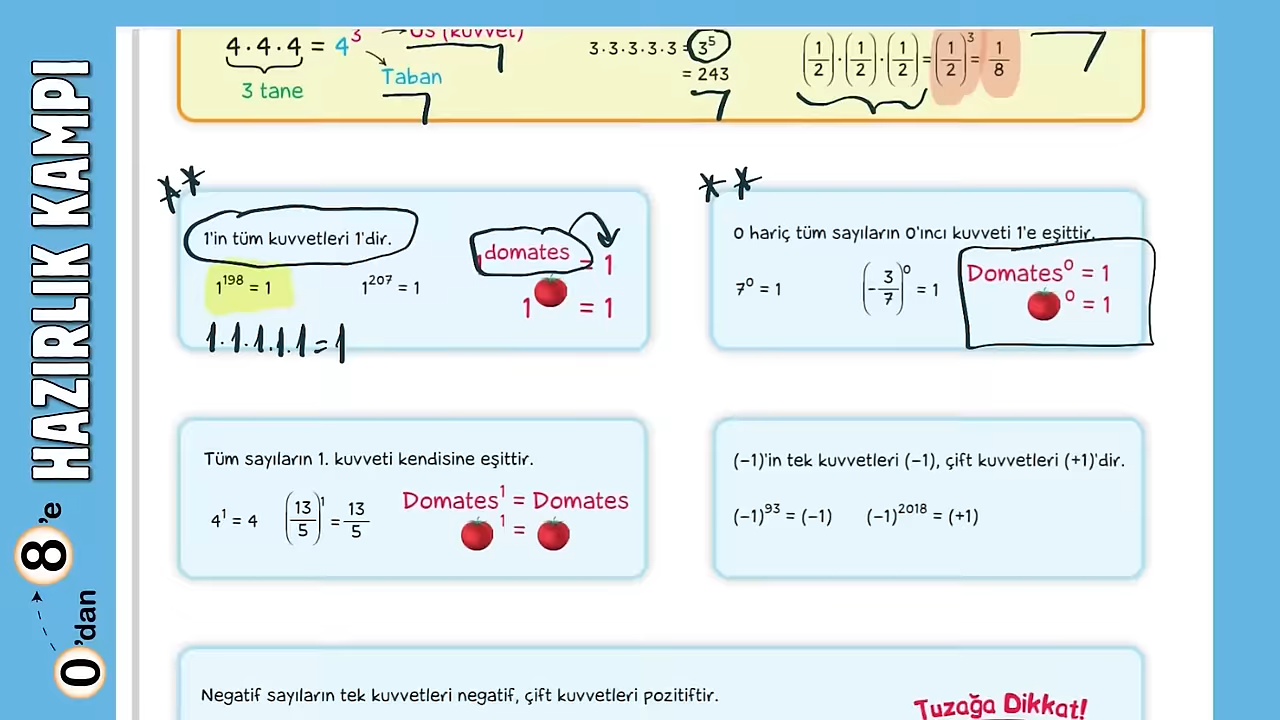 0'dan 8'e HAZIRLIK KAMPI
4 · 4 · 4 = 4³
Üs (kuvvet)
Taban
3 tane
3·3·3·3·3 = 3⁵
= 243
(1/2)·(1/2)·(1/2) = (1/2)³ = 1/8
**
1'in tüm kuvvetleri 1'dir.
1¹⁹⁸ = 1 1²⁰⁷ = 1
1·1·1·1·1=1
1^domates = 1
1^🍅 = 1
**
0 hariç tüm sayıların 0'ıncı kuvveti 1'e eşittir.
7⁰ = 1 (-3/7)⁰ = 1
Domates⁰ = 1
🍅⁰ = 1
Tüm sayıların 1. kuvveti kendisine eşittir.
4¹ = 4 (13/5)¹ = 13/5
Domates¹ = Domates
🍅¹ = 🍅
(−1)'in tek kuvvetleri (−1), çift kuvvetleri (+1)'dir.
(−1)⁹³ = (−1) (−1)²⁰¹⁸ = (+1)
Negatif sayıların tek kuvvetleri negatif, çift kuvvetleri pozitiftir.
Tuzağa Dikkat!